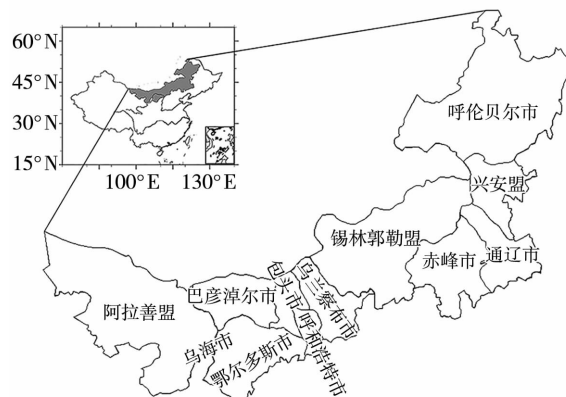 60°N
45°N
30°N
15°N
100°E
130°E
呼伦贝尔市
兴安盟
锡林郭勒盟
通辽市
赤峰市
乌兰察布市
包头市
巴彦淖尔市
阿拉善盟
呼和浩特市
乌海市
鄂尔多斯市